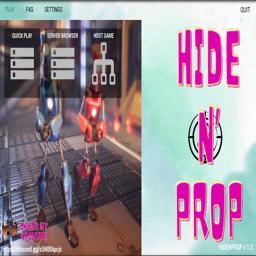 PLAY FAQ SETTINGS QUIT
QUICK PLAY SERVER BROWSER HOST GAME
HIDE
N'
PROP
HIDENPROP v 1.2